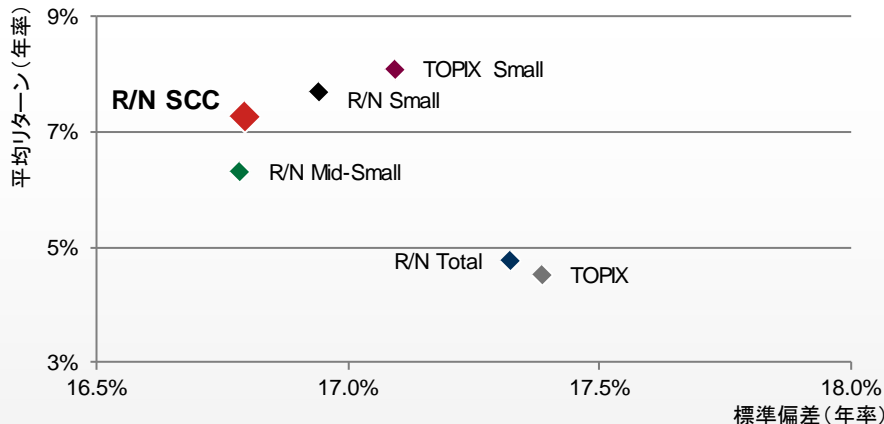 平均リターン（年率）
9%
7%
5%
3%
TOPIX Small
R/N Small
R/N SCC
R/N Mid-Small
R/N Total
TOPIX
16.5%
17.0%
17.5%
18.0%
標準偏差（年率）